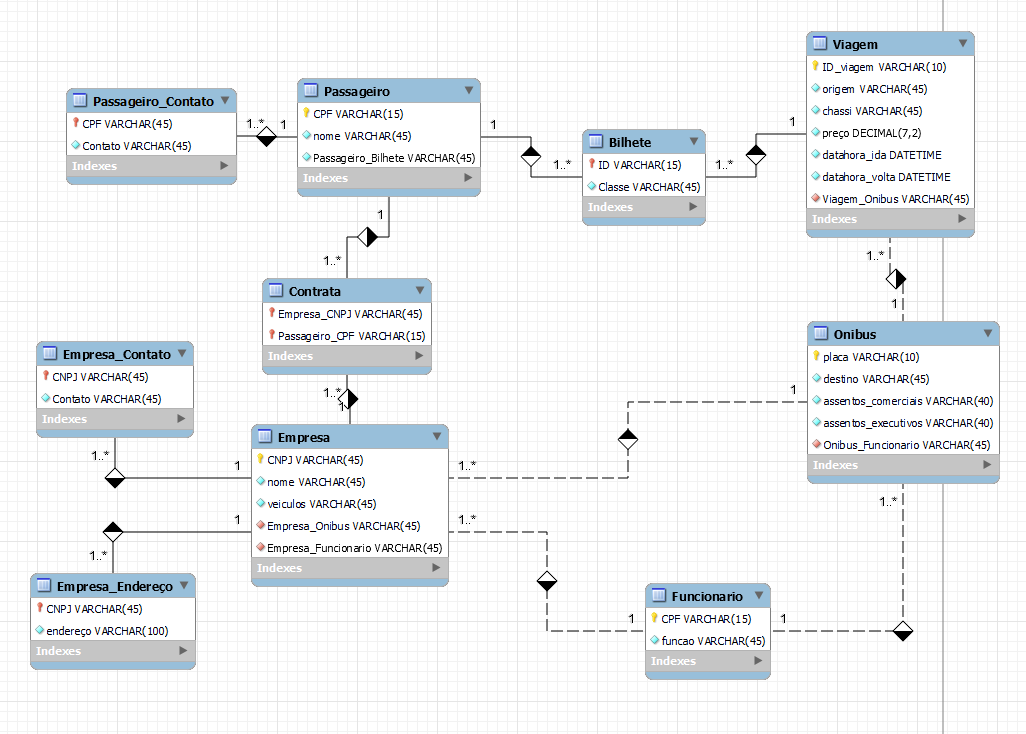 Viagem
ID_viagem VARCHAR(10)
origem VARCHAR(45)
chassi VARCHAR(45)
preço DECIMAL(7,2)
datahora_ida DATETIME
datahora_volta DATETIME
Viagem_Onibus VARCHAR(45)
Indexes
Passageiro
CPF VARCHAR(15)
nome VARCHAR(45)
Passageiro_Bilhete VARCHAR(45)
Indexes
Passageiro_Contato
CPF VARCHAR(45)
Contato VARCHAR(45)
Indexes
1..*
1
1
1..*
Bilhete
ID VARCHAR(15)
Classe VARCHAR(45)
Indexes
1
1..*
1
1..*
Contrata
Empresa_CNPJ VARCHAR(45)
Passageiro_CPF VARCHAR(15)
Indexes
1..*
1
Onibus
placa VARCHAR(10)
destino VARCHAR(45)
assentos_comerciais VARCHAR(40)
assentos_executivos VARCHAR(40)
Onibus_Funcionario VARCHAR(45)
Indexes
Empresa_Contato
CNPJ VARCHAR(45)
Contato VARCHAR(45)
Indexes
1..*
1
Empresa
CNPJ VARCHAR(45)
nome VARCHAR(45)
veiculos VARCHAR(45)
Empresa_Onibus VARCHAR(45)
Empresa_Funcionario VARCHAR(45)
Indexes
1..*
1
1..*
1
1
1..*
Empresa_Endereço
CNPJ VARCHAR(45)
endereço VARCHAR(100)
Indexes
1..*
1
1..*
1
Funcionario
CPF VARCHAR(15)
funcao VARCHAR(45)
Indexes
1
1..*